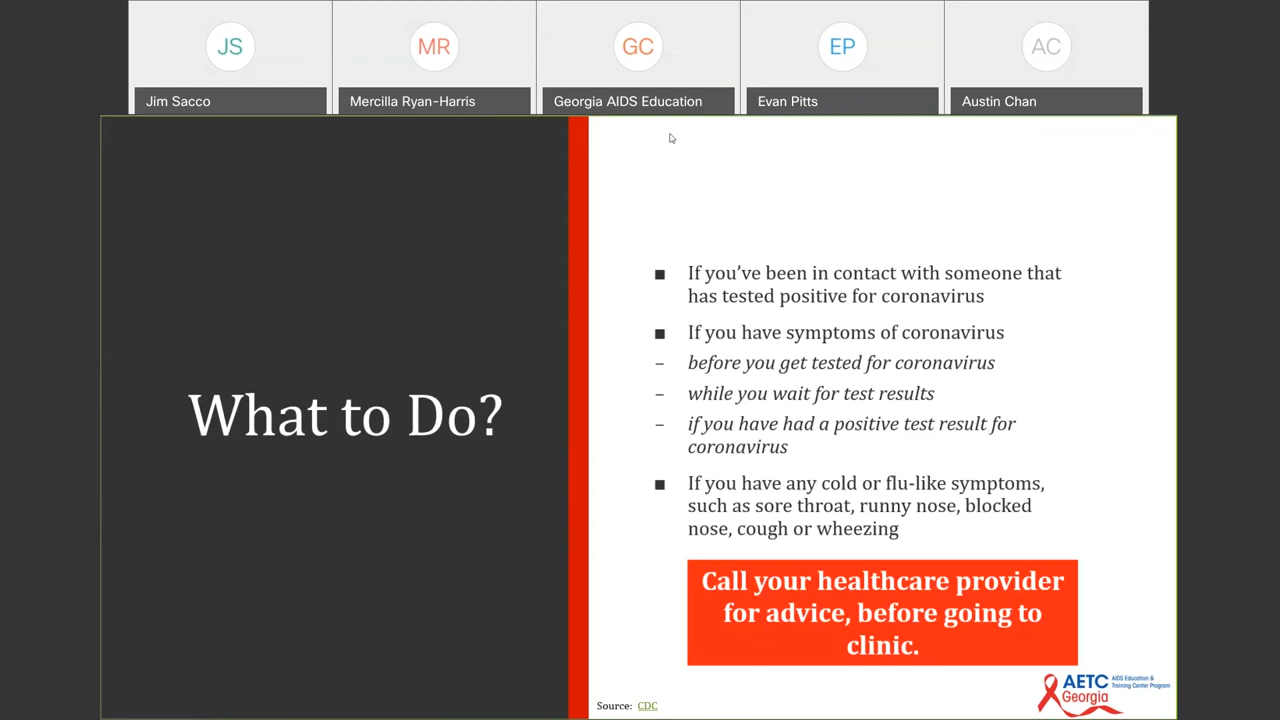 JS
MR
GC
EP
AC
Jim Sacco
Mercilla Ryan-Harris
Georgia AIDS Education
Evan Pitts
Austin Chan
What to Do?
■ If you’ve been in contact with someone that
has tested positive for coronavirus
■ If you have symptoms of coronavirus
– before you get tested for coronavirus
– while you wait for test results
– if you have had a positive test result for
coronavirus
■ If you have any cold or flu-like symptoms,
such as sore throat, runny nose, blocked
nose, cough or wheezing
Call your healthcare provider
for advice, before going to
clinic.
Source: CDC
AETC AIDS Education &
Training Center Program
Georgia